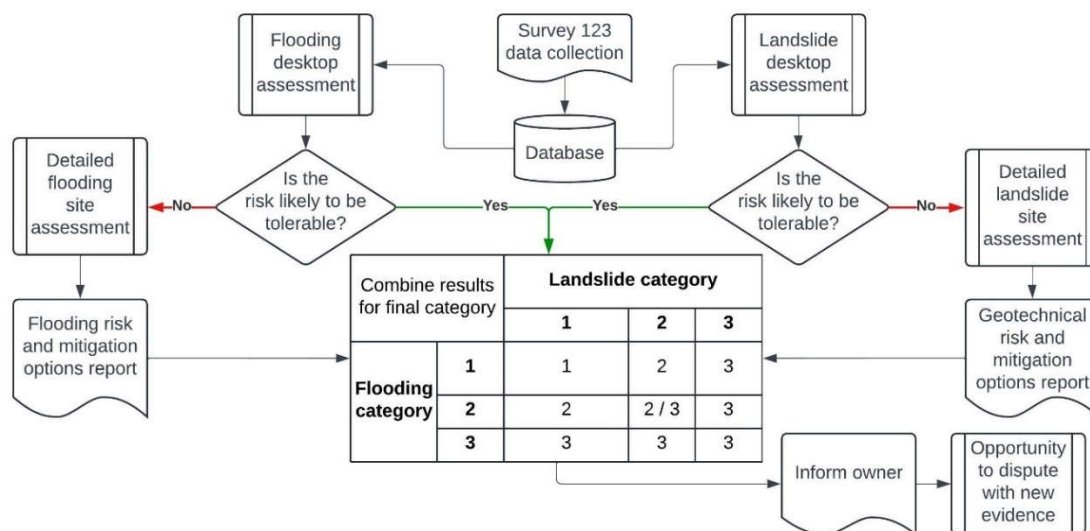 Flooding
desktop
assessment
Survey 123
data collection
Landslide
desktop
assessment
Database
Detailed
flooding
site
assessment
No
Is the
risk likely to be
tolerable?
Yes
Yes
Is the
risk likely to be
tolerable?
No
Detailed
landslide
site
assessment
Flooding risk
and mitigation
options report
Combine results
for final category
Landslide category
1 2 3
Flooding
category
1 1 2 3
2 2 2 / 3 3
3 3 3 3
Geotechnical
risk and
mitigation
options report
Inform owner
Opportunity
to dispute
with new
evidence